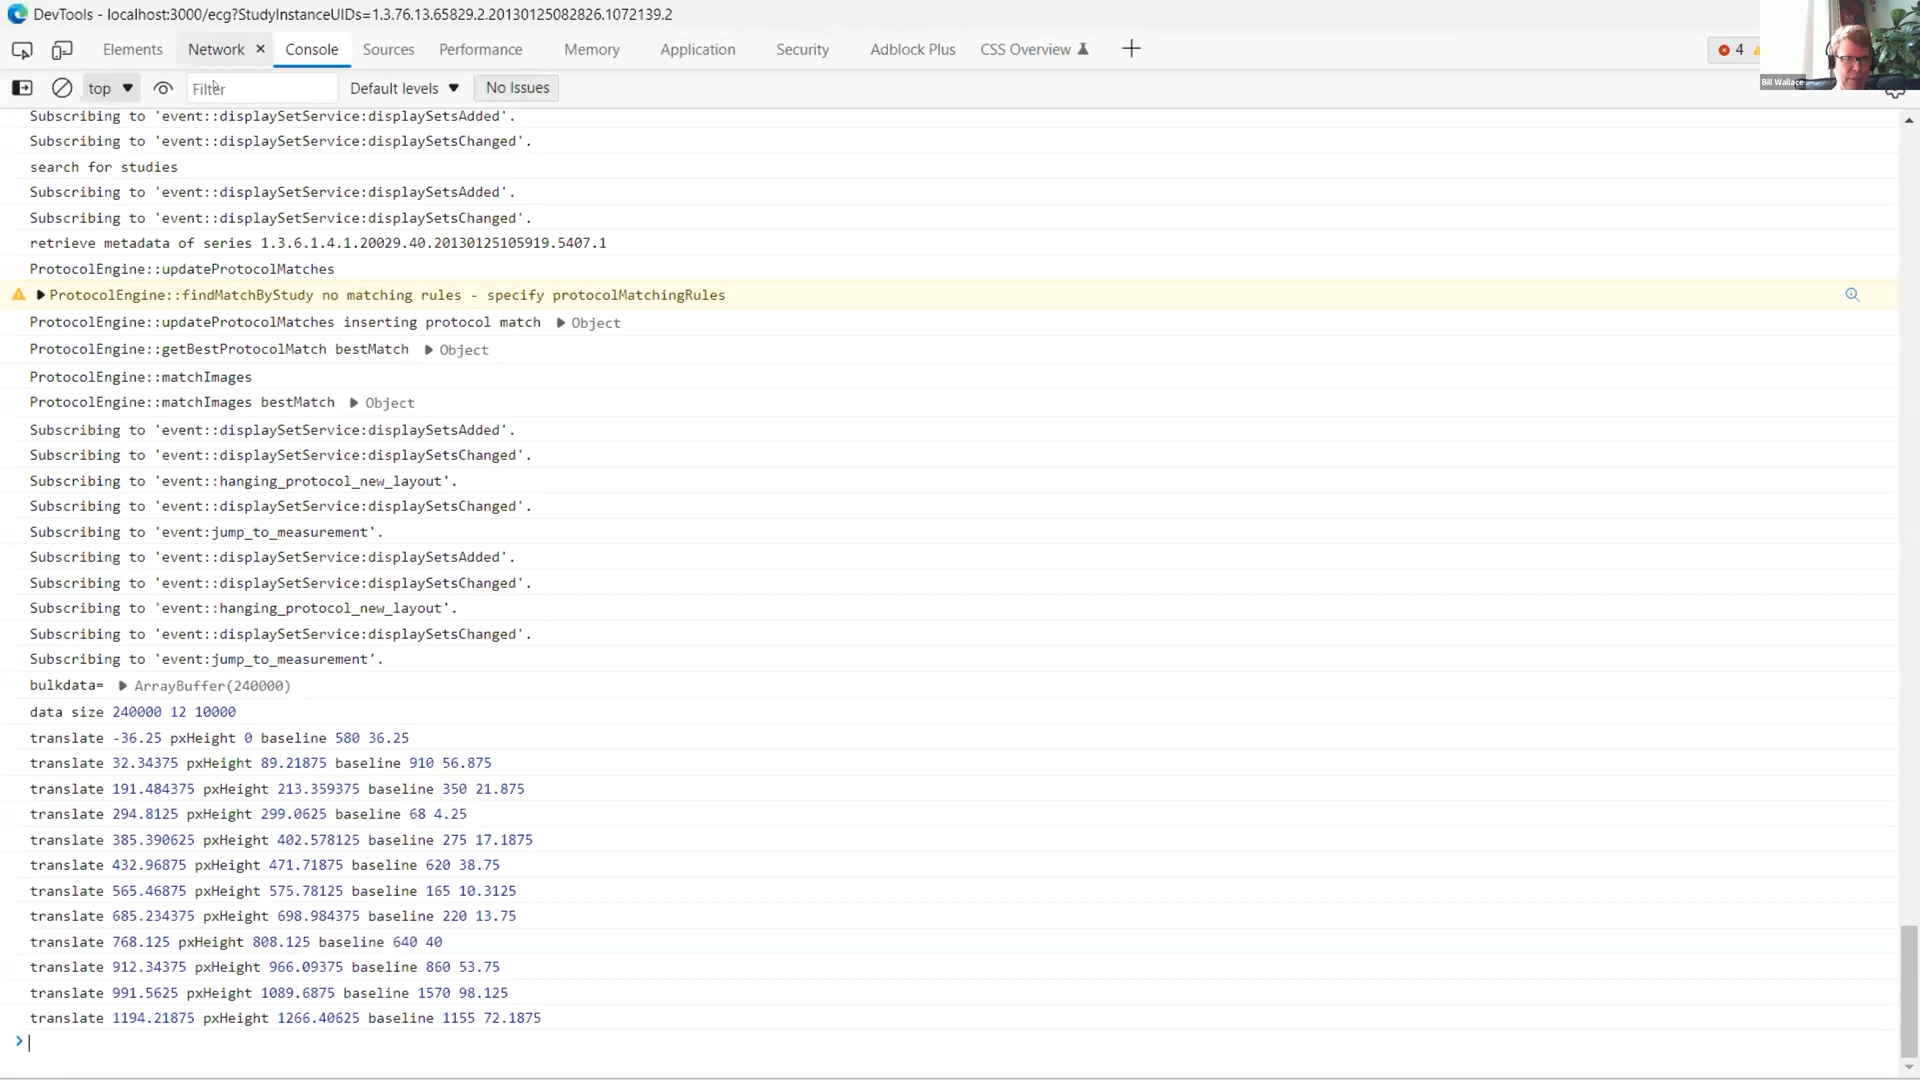 DevTools - localhost:3000/ecg?StudyInstanceUIDs=1.3.76.13.65829.2.20130125082826.1072139.2
Elements Network × Console Sources Performance Memory Application Security Adblock Plus CSS Overview + 4
top Filter Default levels No Issues
Bill Wallace
Subscribing to 'event::displaySetService:displaySetsAdded'.
Subscribing to 'event::displaySetService:displaySetsChanged'.
search for studies
Subscribing to 'event::displaySetService:displaySetsAdded'.
Subscribing to 'event::displaySetService:displaySetsChanged'.
retrieve metadata of series 1.3.6.1.4.1.20029.40.20130125105919.5407.1
ProtocolEngine::updateProtocolMatches
ProtocolEngine::findMatchByStudy no matching rules - specify protocolMatchingRules
ProtocolEngine::updateProtocolMatches inserting protocol match Object
ProtocolEngine::getBestProtocolMatch bestMatch Object
ProtocolEngine::matchImages
ProtocolEngine::matchImages bestMatch Object
Subscribing to 'event::displaySetService:displaySetsAdded'.
Subscribing to 'event::displaySetService:displaySetsChanged'.
Subscribing to 'event::hanging_protocol_new_layout'.
Subscribing to 'event::displaySetService:displaySetsChanged'.
Subscribing to 'event:jump_to_measurement'.
Subscribing to 'event::displaySetService:displaySetsAdded'.
Subscribing to 'event::displaySetService:displaySetsChanged'.
Subscribing to 'event::hanging_protocol_new_layout'.
Subscribing to 'event::displaySetService:displaySetsChanged'.
Subscribing to 'event:jump_to_measurement'.
bulkdata= ArrayBuffer(240000)
data size 240000 12 10000
translate -36.25 pxHeight 0 baseline 580 36.25
translate 32.34375 pxHeight 89.21875 baseline 910 56.875
translate 191.484375 pxHeight 213.359375 baseline 350 21.875
translate 294.8125 pxHeight 299.0625 baseline 68 4.25
translate 385.390625 pxHeight 402.578125 baseline 275 17.1875
translate 432.96875 pxHeight 471.71875 baseline 620 38.75
translate 565.46875 pxHeight 575.78125 baseline 165 10.3125
translate 685.234375 pxHeight 698.984375 baseline 220 13.75
translate 768.125 pxHeight 808.125 baseline 640 40
translate 912.34375 pxHeight 966.09375 baseline 860 53.75
translate 991.5625 pxHeight 1089.6875 baseline 1570 98.125
translate 1194.21875 pxHeight 1266.40625 baseline 1155 72.1875